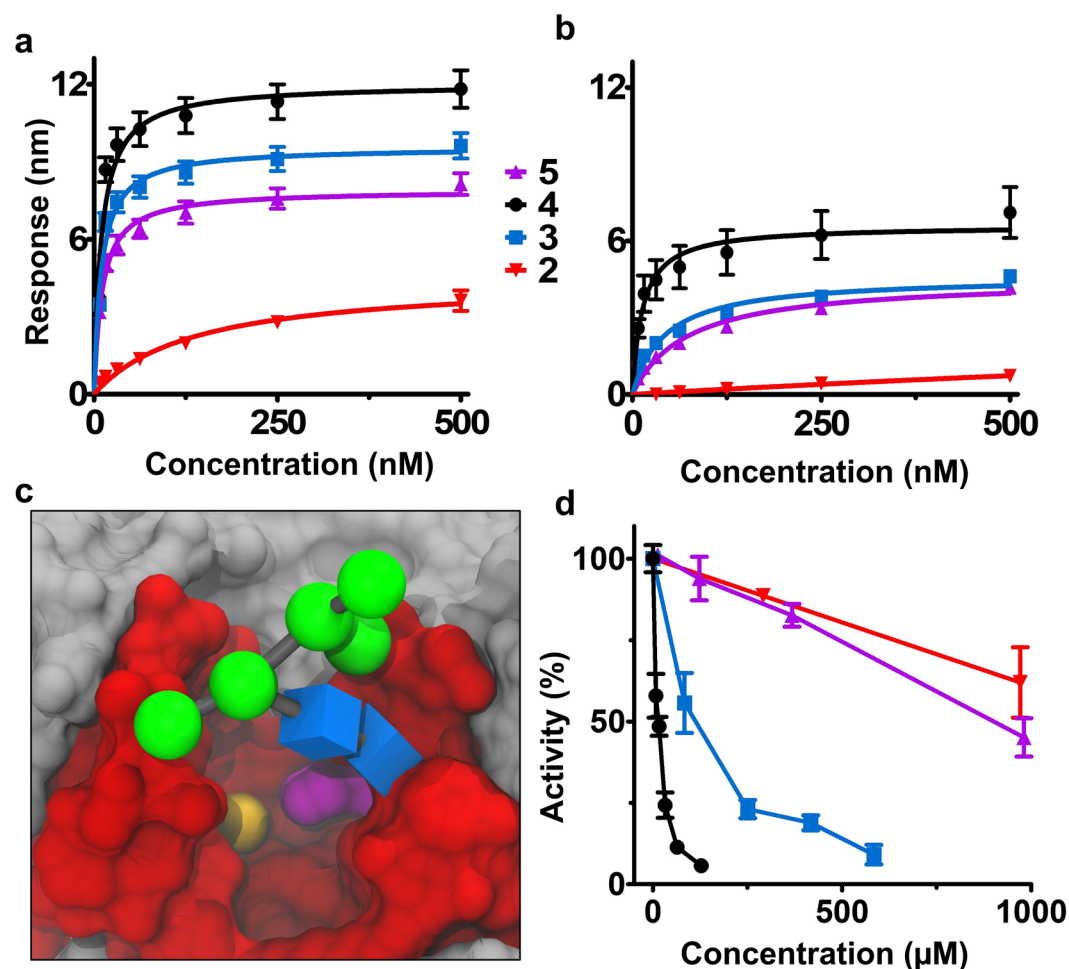 a
12
6
0
Response (nm)
0
250
500
Concentration (nM)
5
4
3
2
b
12
6
0
0
250
500
Concentration (nM)
c
d
100
50
0
Activity (%)
0
500
1000
Concentration (µM)